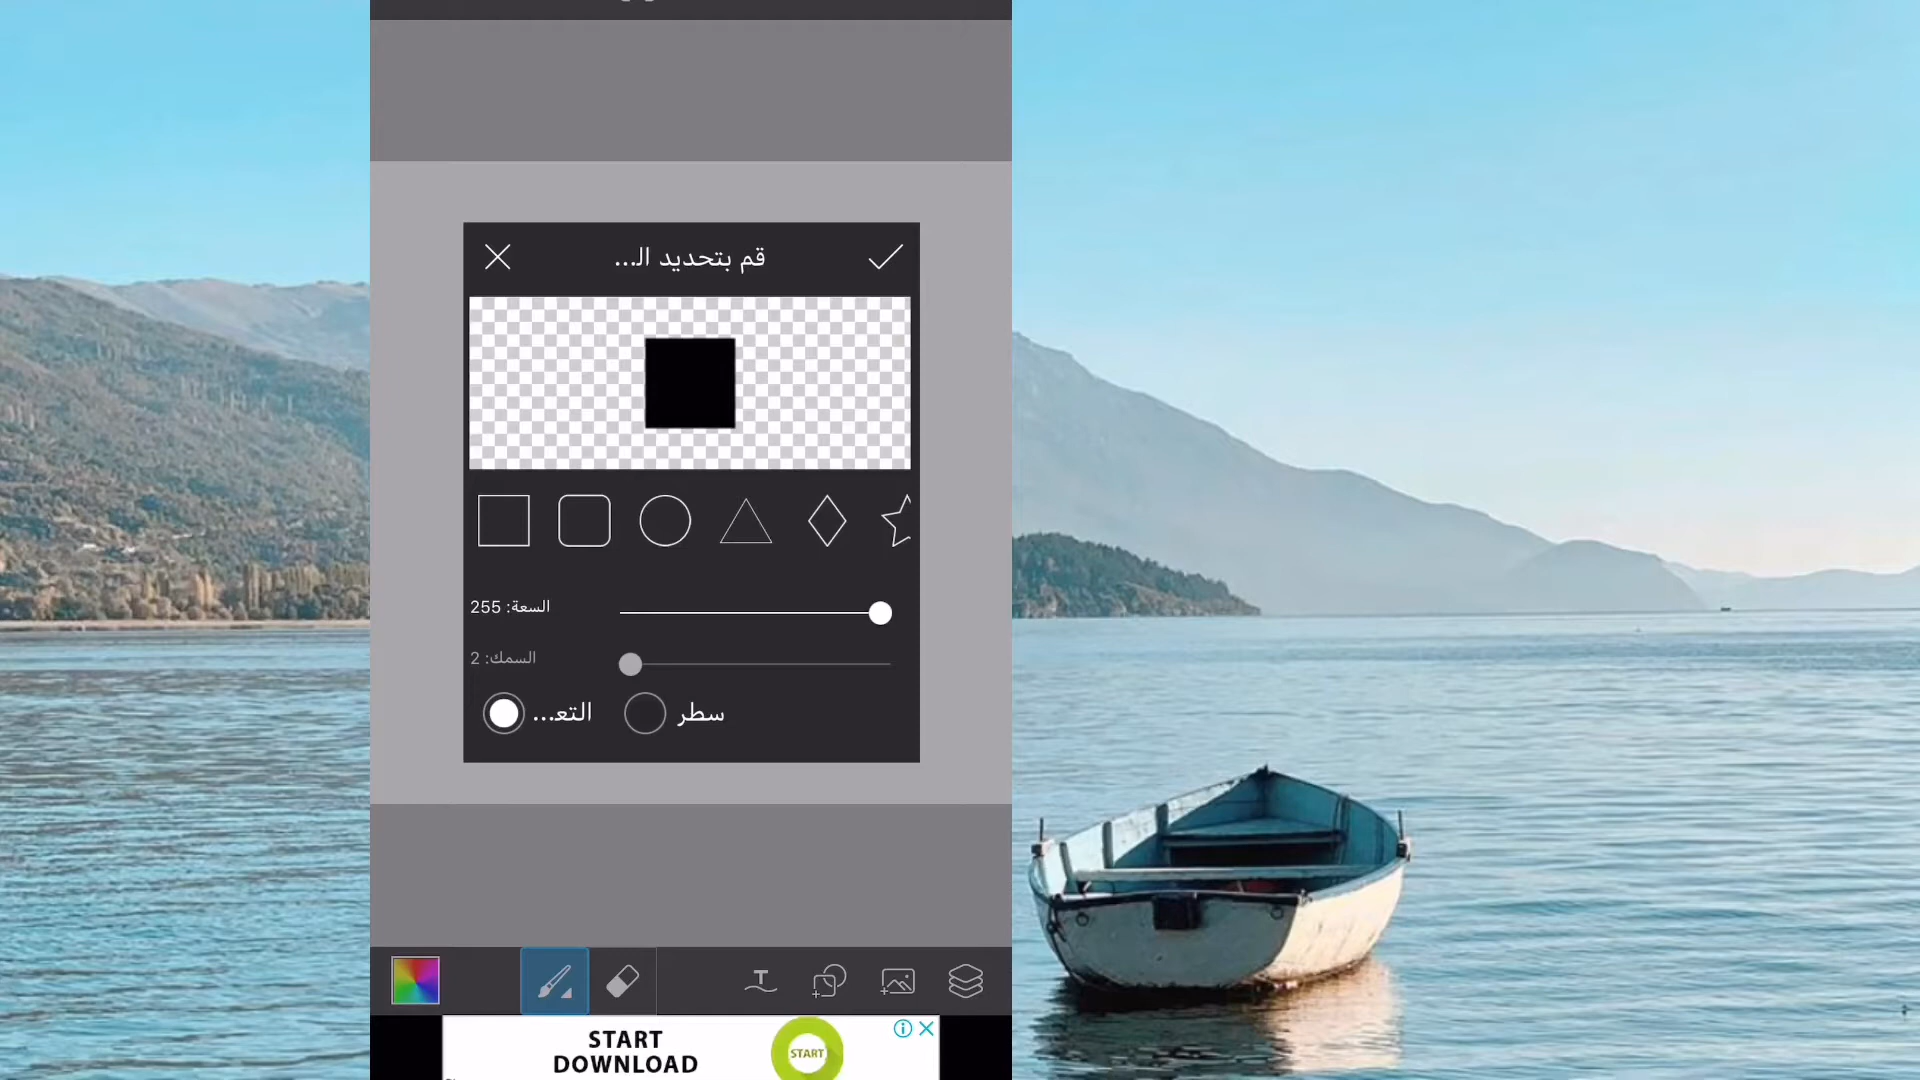 قم بتحديد الـ...
السعة: 255
السمك: 2
التعـ...
سطر
T
START
DOWNLOAD
START